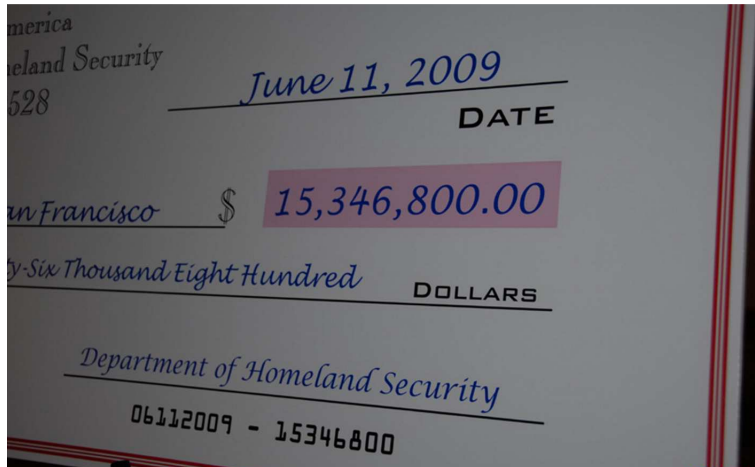 merica
eland Security
528
June 11, 2009
DATE
an Francisco $ 15,346,800.00
ty-Six Thousand Eight Hundred DOLLARS
Department of Homeland Security
06112009 - 15346800